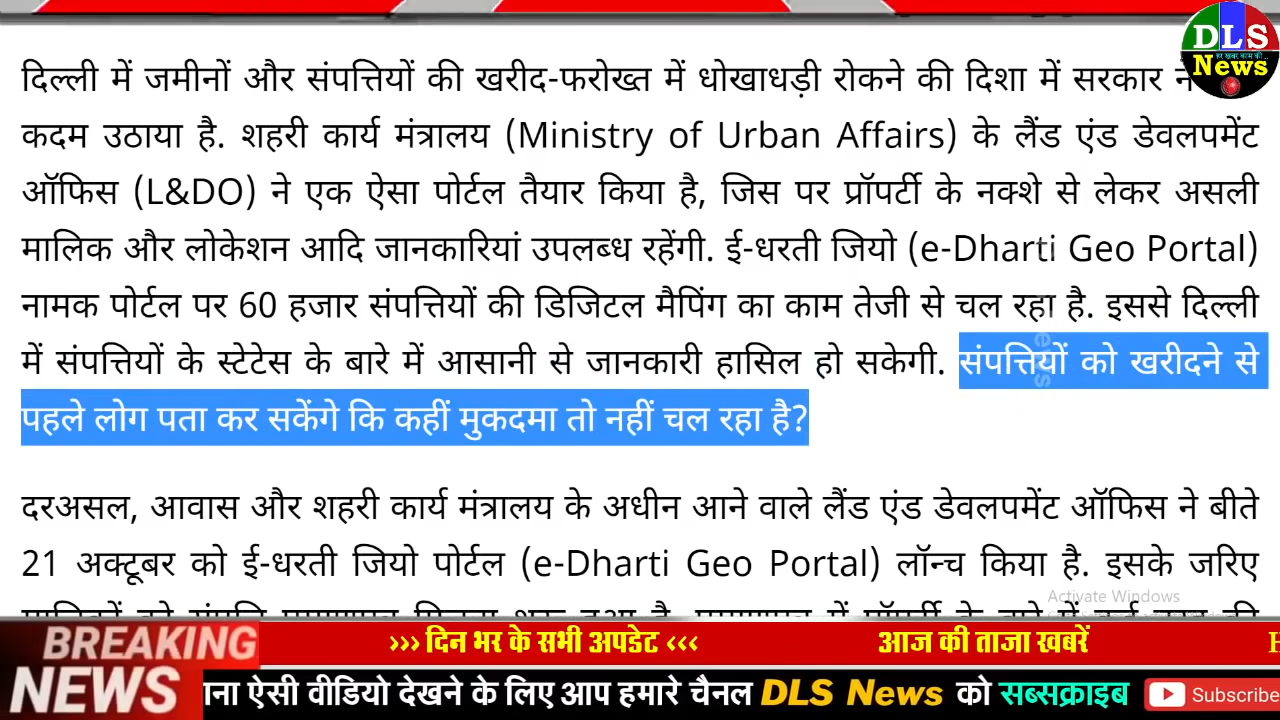 DLS
हर खबर काम की..
News
दिल्ली में जमीनों और संपत्तियों की खरीद-फरोख्त में धोखाधड़ी रोकने की दिशा में सरकार
कदम उठाया है. शहरी कार्य मंत्रालय (Ministry of Urban Affairs) के लैंड एंड डेवलपमेंट
ऑफिस (L&DO) ने एक ऐसा पोर्टल तैयार किया है, जिस पर प्रॉपर्टी के नक्शे से लेकर असली
मालिक और लोकेशन आदि जानकारियां उपलब्ध रहेंगी. ई-धरती जियो (e-Dharti Geo Portal)
नामक पोर्टल पर 60 हजार संपत्तियों की डिजिटल मैपिंग का काम तेजी से चल रहा है. इससे दिल्ली
में संपत्तियों के स्टेटेस के बारे में आसानी से जानकारी हासिल हो सकेगी. संपत्तियों को खरीदने से
पहले लोग पता कर सकेंगे कि कहीं मुकदमा तो नहीं चल रहा है?
दरअसल, आवास और शहरी कार्य मंत्रालय के अधीन आने वाले लैंड एंड डेवलपमेंट ऑफिस ने बीते
21 अक्टूबर को ई-धरती जियो पोर्टल (e-Dharti Geo Portal) लॉन्च किया है. इसके जरिए
Activate Windows
BREAKING
NEWS
››› दिन भर के सभी अपडेट ‹‹‹ आज की ताजा खबरें H
ना ऐसी वीडियो देखने के लिए आप हमारे चैनल DLS News को सब्सक्राइब Subscribe